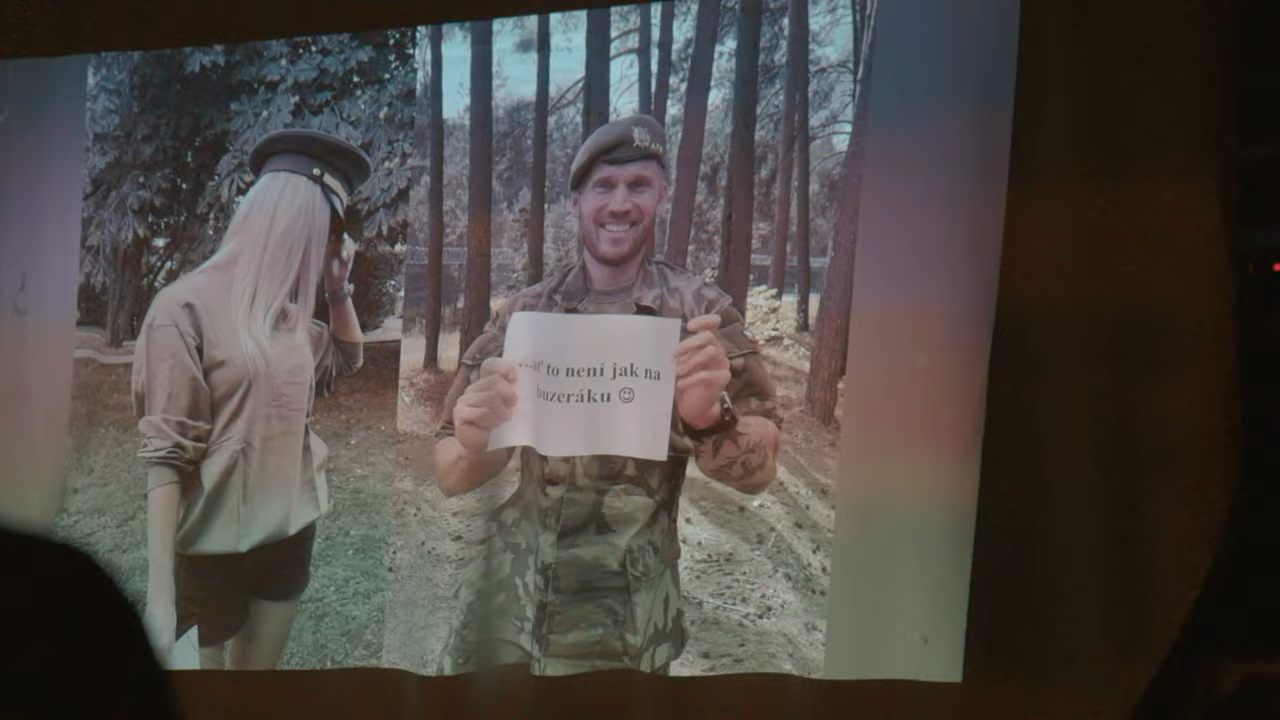 to není jak na
buzeráku ☺